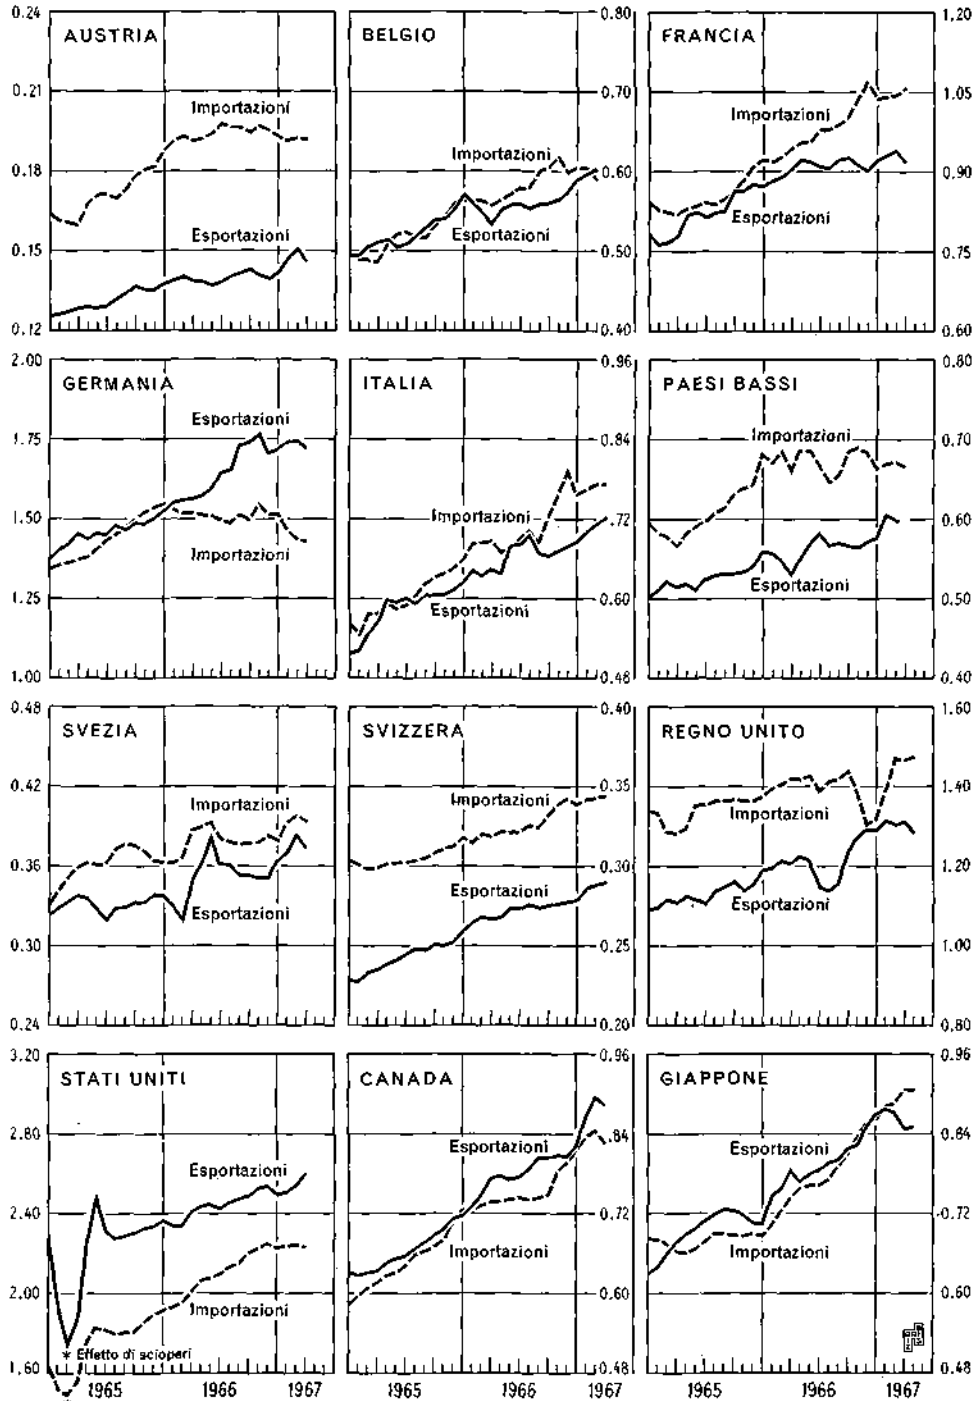 AUSTRIA
BELGIO
FRANCIA
0.24
0.21
0.18
0.15
0.12
0.80
0.70
0.60
0.50
0.40
1.20
1.05
0.90
0.75
0.60
Importazioni
Esportazioni
Importazioni
Esportazioni
Importazioni
Esportazioni
GERMANIA
ITALIA
PAESI BASSI
2.00
1.75
1.50
1.25
1.00
0.96
0.84
0.72
0.60
0.48
0.80
0.70
0.60
0.50
0.40
Esportazioni
Importazioni
Importazioni
Esportazioni
Importazioni
Esportazioni
SVEZIA
SVIZZERA
REGNO UNITO
0.48
0.42
0.36
0.30
0.24
0.40
0.35
0.30
0.25
0.20
1.60
1.40
1.20
1.00
0.80
Importazioni
Esportazioni
Importazioni
Esportazioni
Importazioni
Esportazioni
STATI UNITI
CANADA
GIAPPONE
3.20
2.80
2.40
2.00
1.60
0.96
0.84
0.72
0.60
0.48
0.96
0.84
0.72
0.60
0.48
Esportazioni
Importazioni
* Effetto di scioperi
*
Esportazioni
Importazioni
Esportazioni
Importazioni
1965 1966 1967
1965 1966 1967
1965 1966 1967